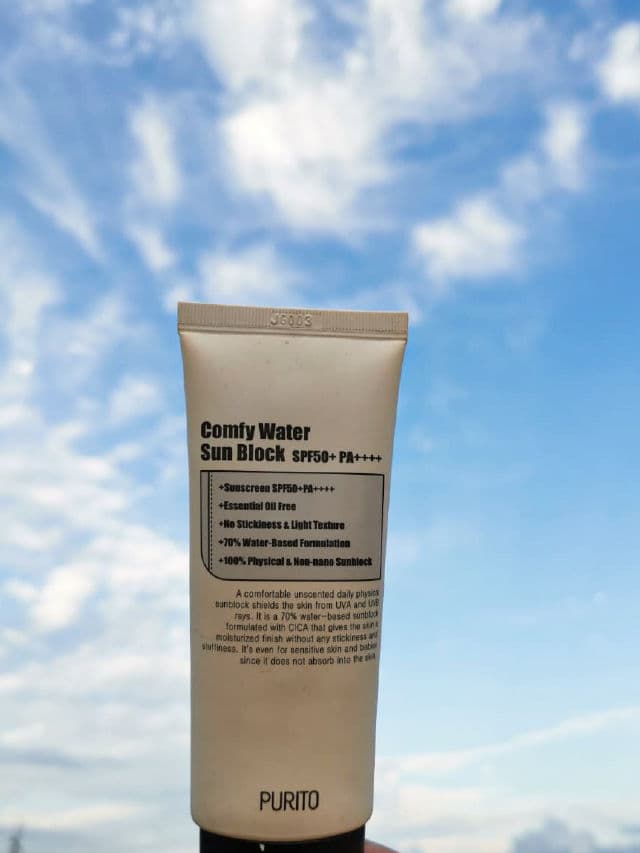 JG003
Comfy Water
Sun Block SPF50+ PA++++
+Sunscreen SPF50+PA++++
+Essential Oil Free
+No Stickiness & Light Texture
+70% Water-Based Formulation
+100% Physical & Non-nano Sunblock
A comfortable unscented daily physical
sunblock shields the skin from UVA and UVB
rays. It is a 70% water-based sunblock
formulated with CICA that gives the skin a
moisturized finish without any stickiness and
stuffiness. It's even for sensitive skin and babies
since it does not absorb into the skin.
PURITO